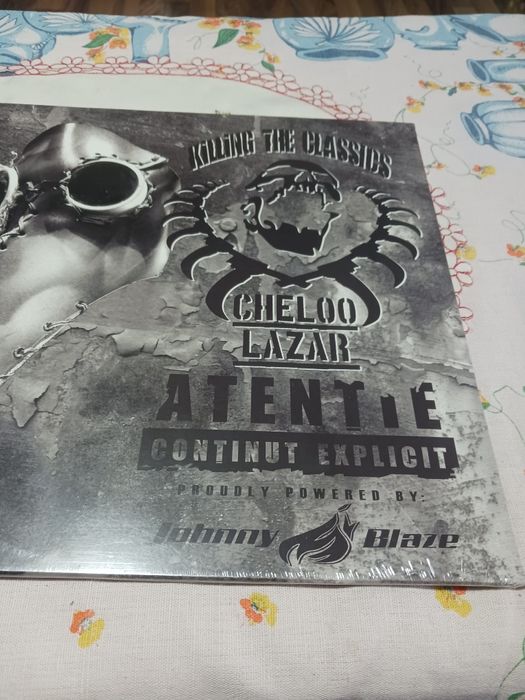 KILLING THE CLASSICS
CHELOO
LAZAR
ATENTIE
CONTINUT EXPLICIT
PROUDLY POWERED BY:
Johnny Blaze